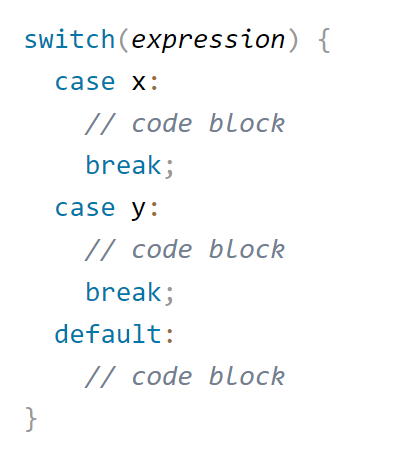 switch(expression) {
  case x:
    // code block
    break;
  case y:
    // code block
    break;
  default:
    // code block
}